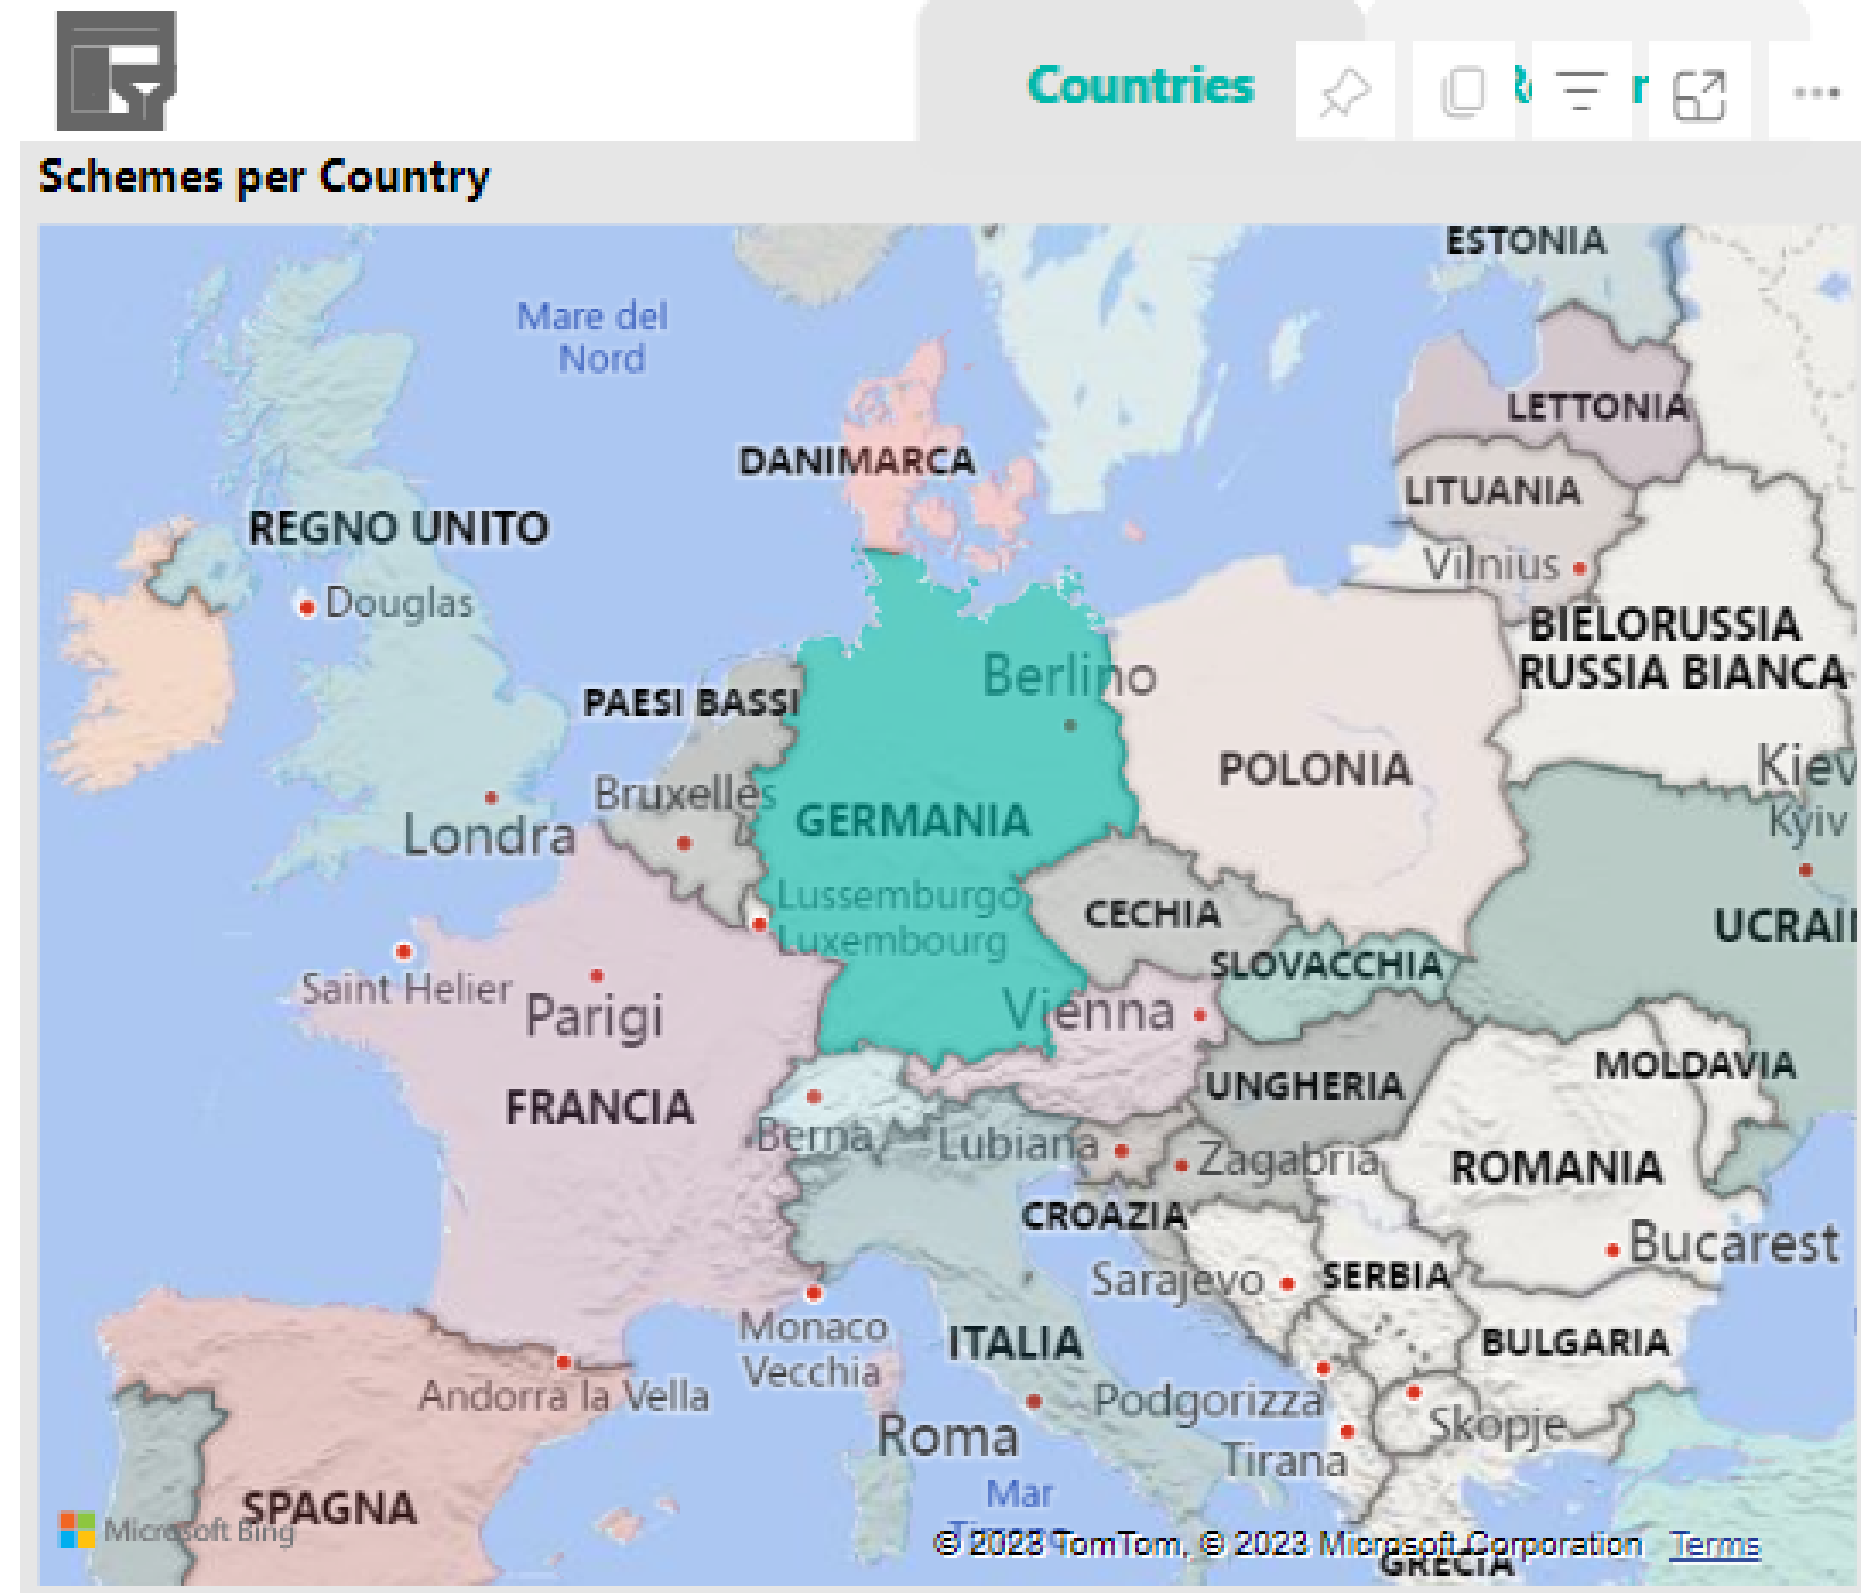 Countries
Schemes per Country
ESTONIA
Mare del
Nord
LETTONIA
DANIMARCA
LITUANIA
REGNO UNITO
Vilnius
Douglas
BIELORUSSIA
RUSSIA BIANCA
Berlino
PAESI BASSI
POLONIA
Kiev
Kyiv
Bruxelles
GERMANIA
Londra
Lussemburgo
Luxembourg
CECHIA
UCRAI
SLOVACCHIA
Saint Helier
Parigi
Vienna
MOLDAVIA
UNGHERIA
FRANCIA
Berna
Lubiana
Zagabria
ROMANIA
CROAZIA
Bucarest
Sarajevo
SERBIA
Monaco
Vecchia
ITALIA
BULGARIA
Andorra la Vella
Podgorizza
Skopje
Roma
Tirana
Mar
SPAGNA
Microsoft Bing
© 2023 TomTom, © 2023 Microsoft Corporation Terms
GRECIA